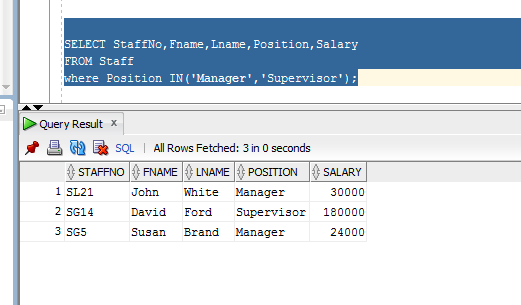 SELECT StaffNo,Fname,Lname,Position,Salary
FROM Staff
where Position IN('Manager','Supervisor');
Query Result x
SQL | All Rows Fetched: 3 in 0 seconds
STAFFNO FNAME LNAME POSITION SALARY
1 SL21 John White Manager 30000
2 SG14 David Ford Supervisor 180000
3 SG5 Susan Brand Manager 24000